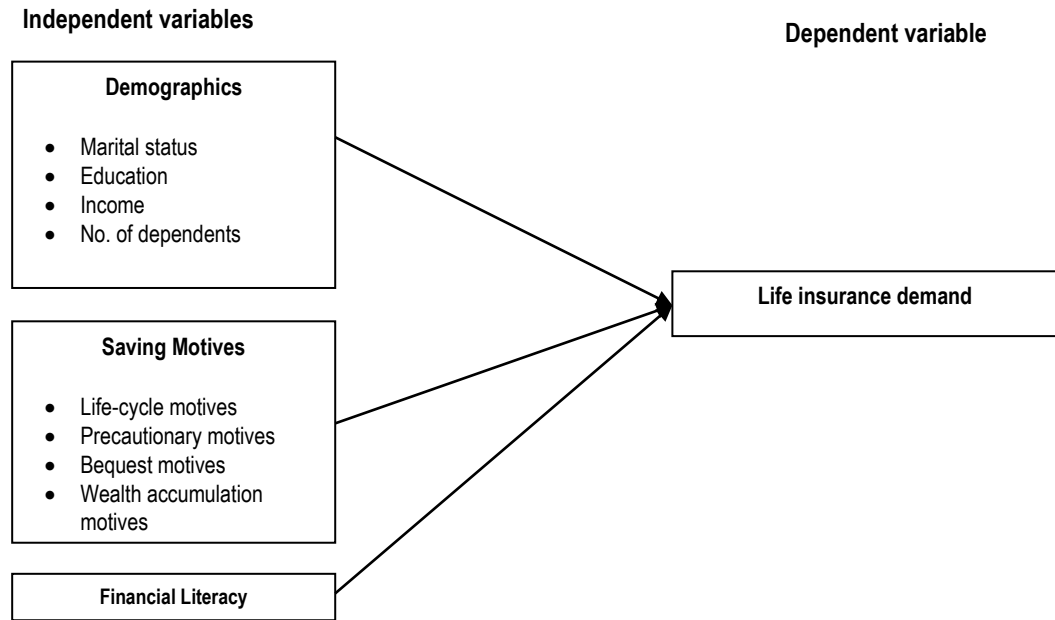 Independent variables
Dependent variable
Demographics
• Marital status
• Education
• Income
• No. of dependents
Life insurance demand
Saving Motives
• Life-cycle motives
• Precautionary motives
• Bequest motives
• Wealth accumulation
motives
Financial Literacy